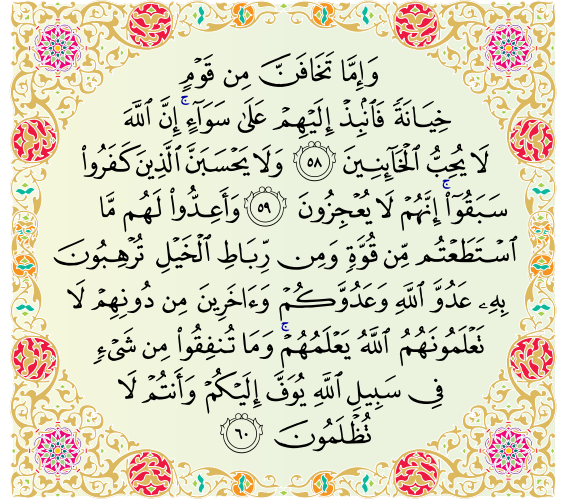 وَإِمَّا تَخَافَنَّ مِن قَوْمٍ
خِيَانَةً فَٱنۢبِذْ إِلَيْهِمْ عَلَىٰ سَوَآءٍ ۚ إِنَّ ٱللَّهَ
لَا يُحِبُّ ٱلْخَآئِنِينَ ٥٨ وَلَا يَحْسَبَنَّ ٱلَّذِينَ كَفَرُوا۟
سَبَقُوٓا۟ ۚ إِنَّهُمْ لَا يُعْجِزُونَ ٥٩ وَأَعِدُّوا۟ لَهُم مَّا
ٱسْتَطَعْتُم مِّن قُوَّةٍ وَمِن رِّبَاطِ ٱلْخَيْلِ تُرْهِبُونَ
بِهِۦ عَدُوَّ ٱللَّهِ وَعَدُوَّكُمْ وَءَاخَرِينَ مِن دُونِهِمْ لَا
تَعْلَمُونَهُمُ ٱللَّهُ يَعْلَمُهُمْ ۚ وَمَا تُنفِقُوا۟ مِن شَىْءٍ
فِى سَبِيلِ ٱللَّهِ يُوَفَّ إِلَيْكُمْ وَأَنتُمْ لَا
تُظْلَمُونَ ٦٠